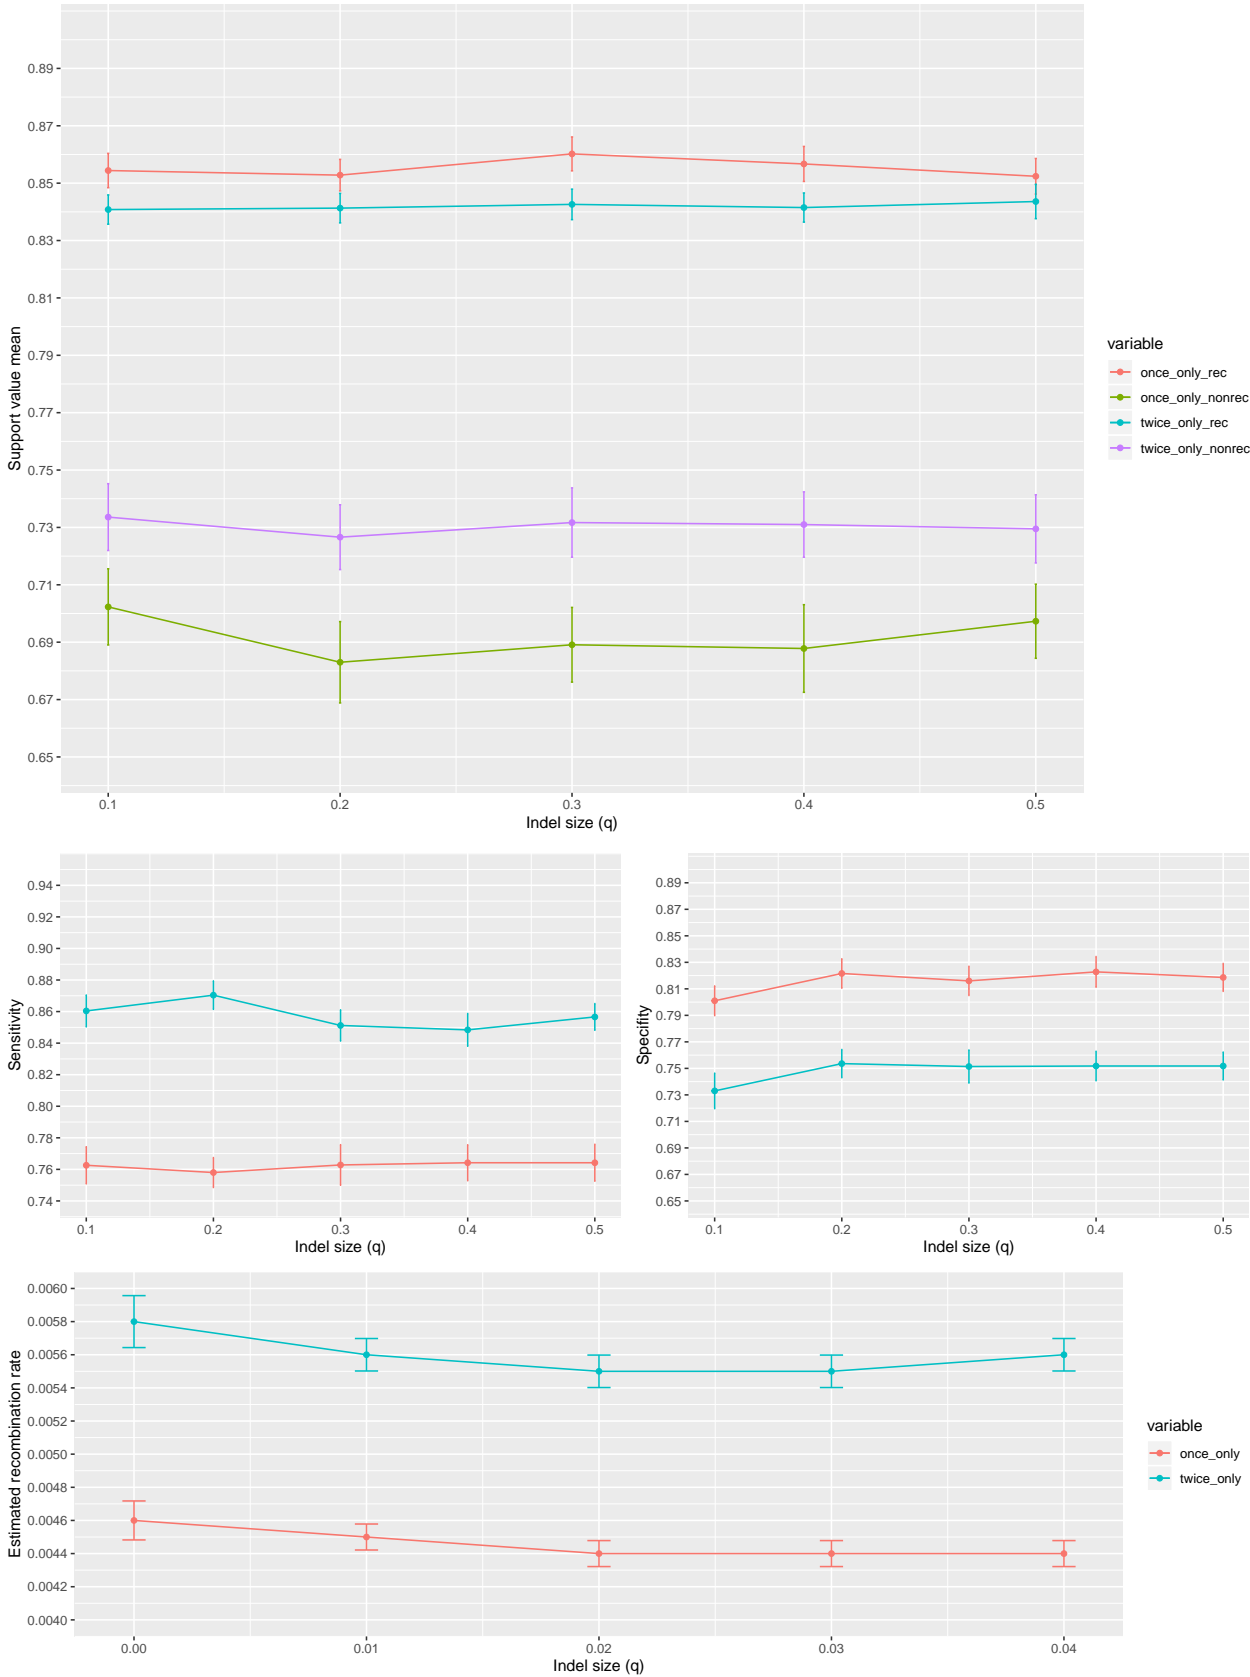 0.89
0.87
0.85
0.83
0.81
0.79
0.77
0.75
0.73
0.71
0.69
0.67
0.65
Support value mean
0.1 0.2 0.3 0.4 0.5
Indel size (q)
variable
once_only_rec
once_only_nonrec
twice_only_rec
twice_only_nonrec
0.94
0.92
0.90
0.88
0.86
0.84
0.82
0.80
0.78
0.76
0.74
Sensitivity
0.1 0.2 0.3 0.4 0.5
Indel size (q)
0.89
0.87
0.85
0.83
0.81
0.79
0.77
0.75
0.73
0.71
0.69
0.67
0.65
Specifity
0.1 0.2 0.3 0.4 0.5
Indel size (q)
0.0060
0.0058
0.0056
0.0054
0.0052
0.0050
0.0048
0.0046
0.0044
0.0042
0.0040
Estimated recombination rate
0.00 0.01 0.02 0.03 0.04
Indel size (q)
variable
once_only
twice_only